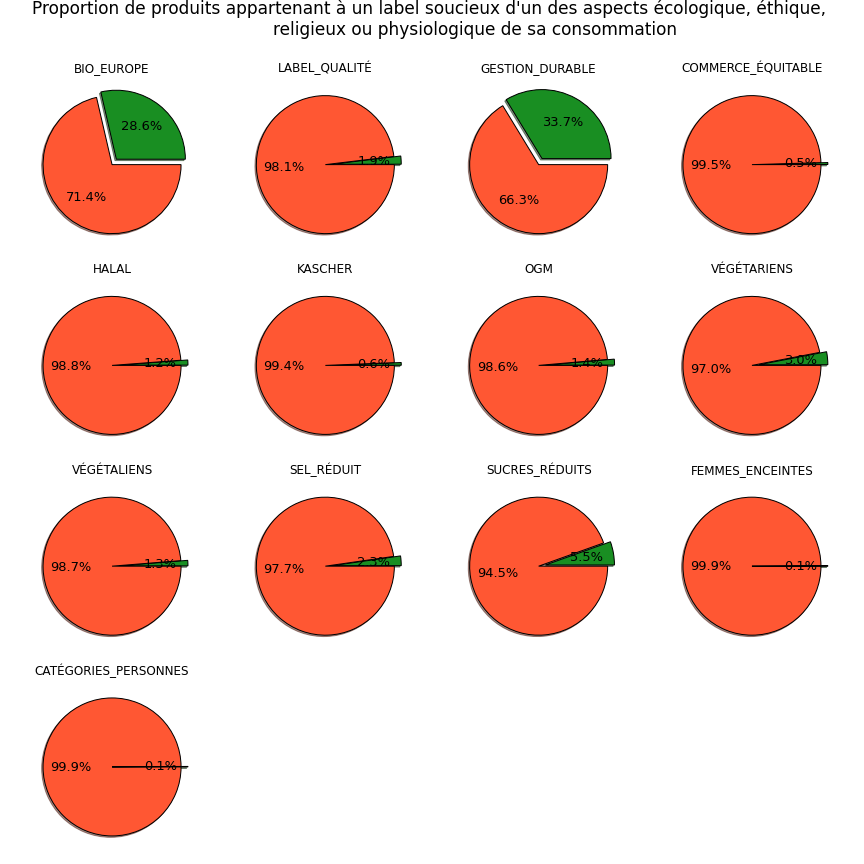 Proportion de produits appartenant à un label soucieux d'un des aspects écologique, éthique,
religieux ou physiologique de sa consommation
BIO_EUROPE
28.6%
71.4%
LABEL_QUALITÉ
1.9%
98.1%
GESTION_DURABLE
33.7%
66.3%
COMMERCE_ÉQUITABLE
0.5%
99.5%
HALAL
1.2%
98.8%
KASCHER
0.6%
99.4%
OGM
1.4%
98.6%
VÉGÉTARIENS
3.0%
97.0%
VÉGÉTALIENS
1.3%
98.7%
SEL_RÉDUIT
2.3%
97.7%
SUCRES_RÉDUITS
5.5%
94.5%
FEMMES_ENCEINTES
0.1%
99.9%
CATÉGORIES_PERSONNES
0.1%
99.9%